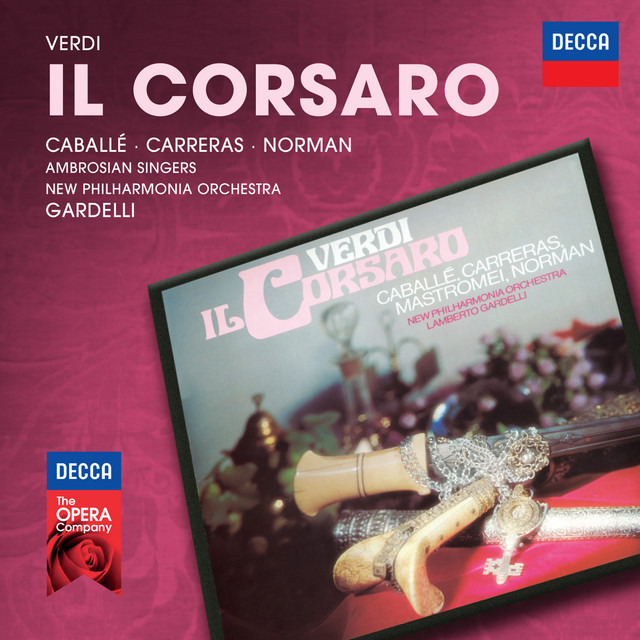 VERDI
IL CORSARO
CABALLÉ · CARRERAS · NORMAN
AMBROSIAN SINGERS
NEW PHILHARMONIA ORCHESTRA
GARDELLI
DECCA
VERDI
IL CORSARO
CABALLÉ, CARRERAS,
MASTROMEI, NORMAN
NEW PHILHARMONIA ORCHESTRA
LAMBERTO GARDELLI
DECCA
The
OPERA
Company